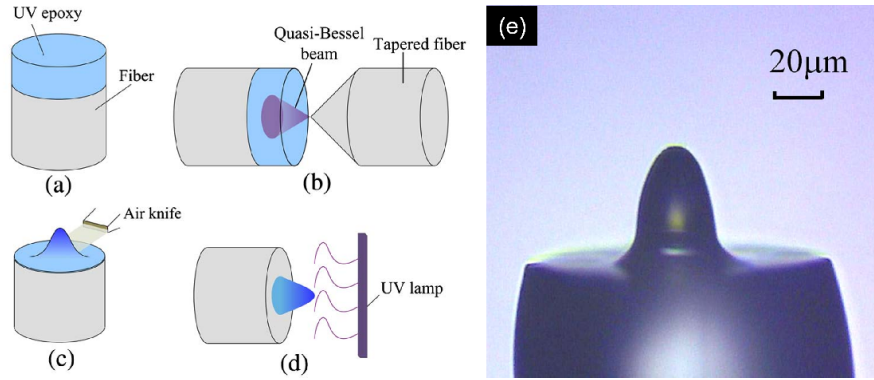 UV epoxy
Fiber
(a)
Quasi-Bessel
beam
Tapered fiber
(b)
Air knife
(c)
UV lamp
(d)
(e)
20μm